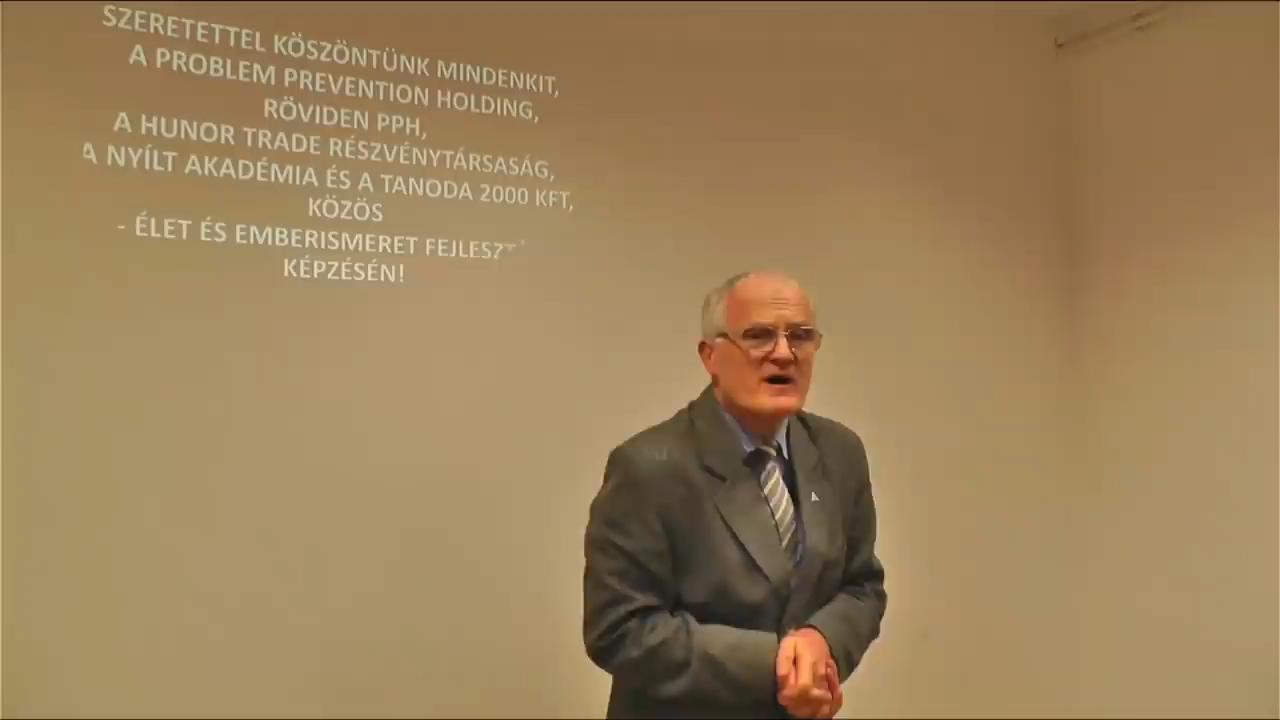 SZERETETTEL KÖSZÖNTÜNK MINDENKIT,
A PROBLEM PREVENTION HOLDING,
RÖVIDEN PPH,
A HUNOR TRADE RÉSZVÉNYTÁRSASÁG,
A NYÍLT AKADÉMIA ÉS A TANODA 2000 KFT,
KÖZÖS
- ÉLET ÉS EMBERISMERET
KÉPZÉSÉN!